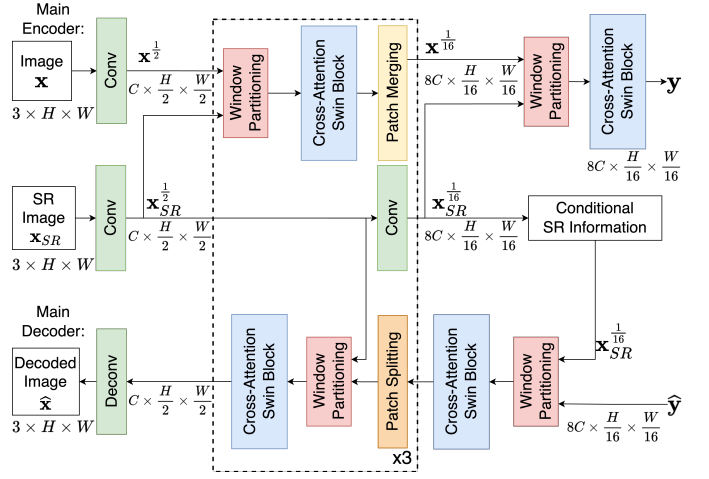 Main
Encoder:
Image
x
3 × H × W
Conv
x^{1/2}
C × H/2 × W/2
Window
Partitioning
Cross-Attention
Swin Block
Patch Merging
x^{1/16}
8C × H/16 × W/16
Window
Partitioning
Cross-Attention
Swin Block
y
8C × H/16 × W/16
SR
Image
x_{SR}
3 × H × W
Conv
x_{SR}^{1/2}
C × H/2 × W/2
Conv
x_{SR}^{1/16}
8C × H/16 × W/16
Conditional
SR Information
Main
Decoder:
Decoded
Image
x̂
3 × H × W
Deconv
C × H/2 × W/2
Cross-Attention
Swin Block
Window
Partitioning
Patch Splitting
x3
Cross-Attention
Swin Block
Window
Partitioning
x_{SR}^{1/16}
ŷ
8C × H/16 × W/16